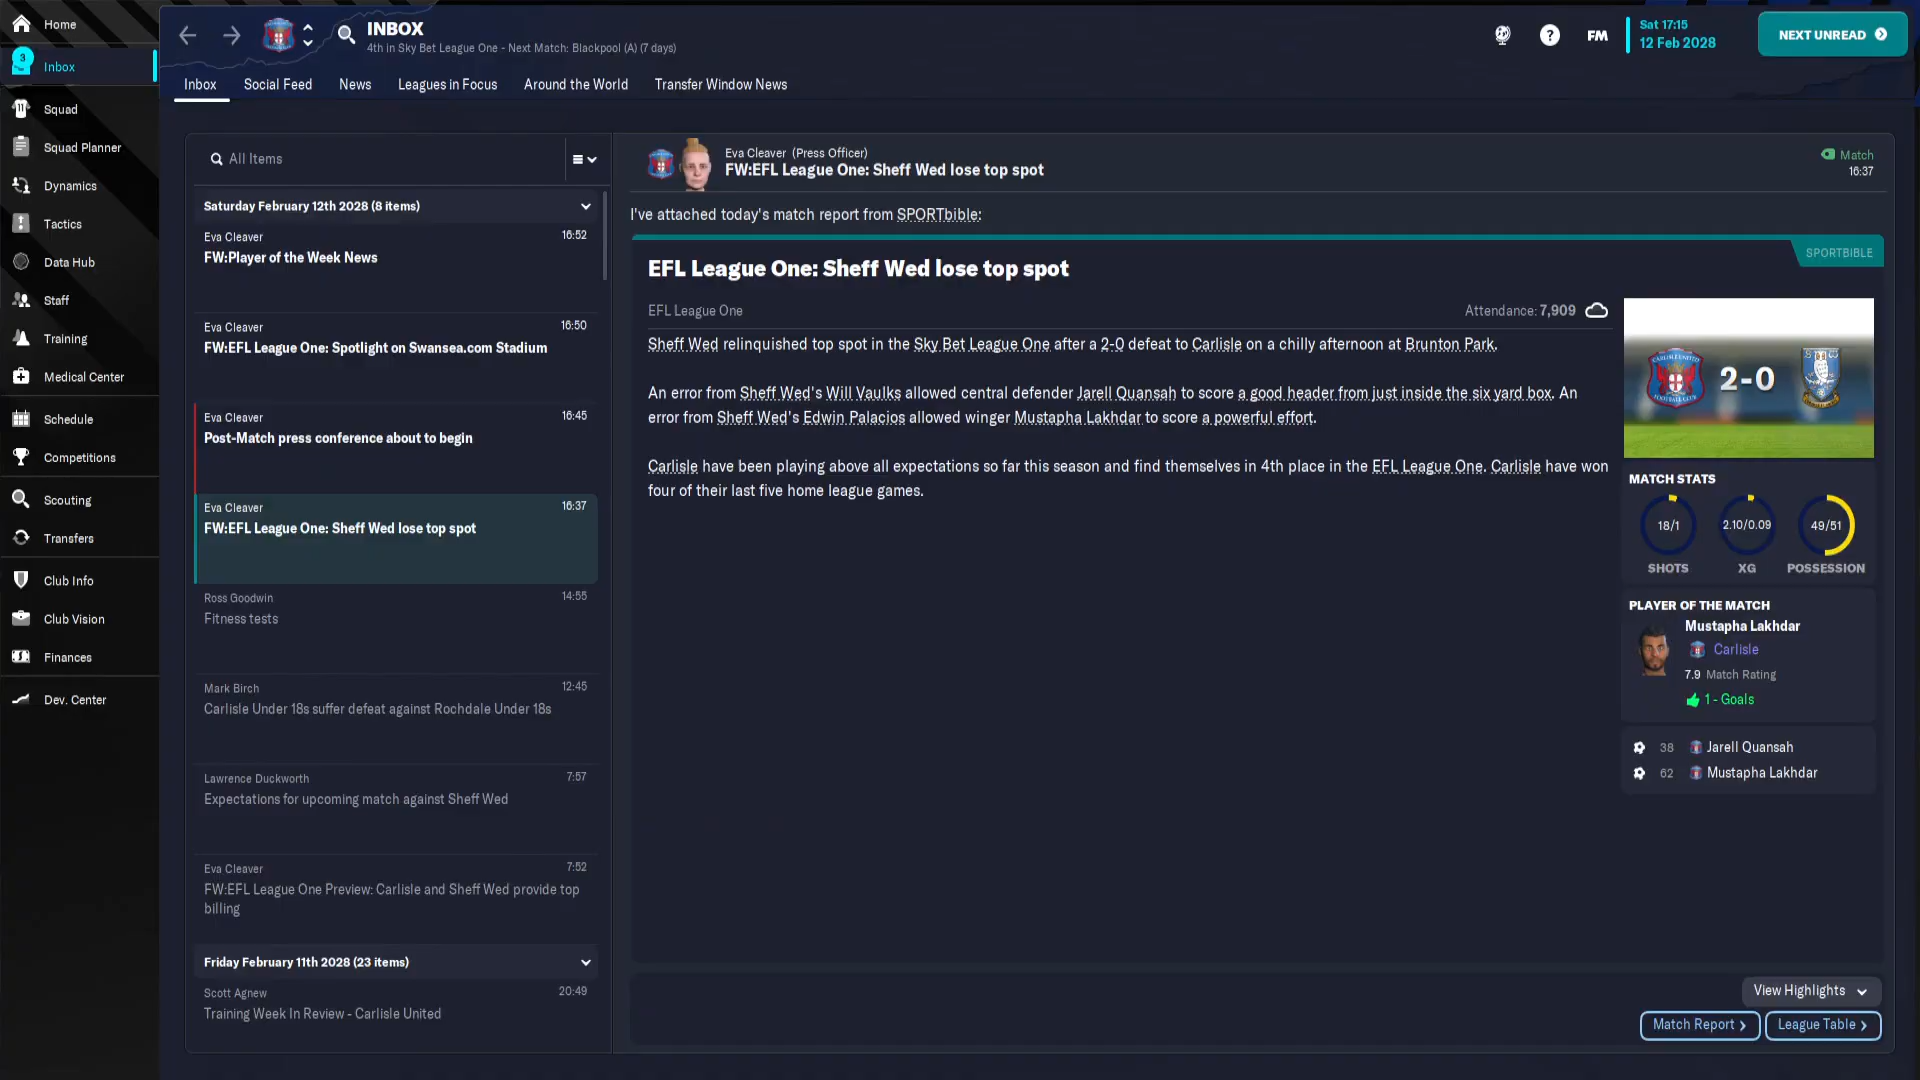 Home
3
Inbox
Squad
Squad Planner
Dynamics
Tactics
Data Hub
Staff
Training
Medical Center
Schedule
Competitions
Scouting
Transfers
Club Info
Club Vision
Finances
Dev. Center
INBOX
4th in Sky Bet League One - Next Match: Blackpool (A) (7 days)
FM
Sat 17:15
12 Feb 2028
NEXT UNREAD
Inbox
Social Feed
News
Leagues in Focus
Around the World
Transfer Window News
All Items
Saturday February 12th 2028 (8 items)
Eva Cleaver 16:52
FW:Player of the Week News
Eva Cleaver 16:50
FW:EFL League One: Spotlight on Swansea.com Stadium
Eva Cleaver 16:45
Post-Match press conference about to begin
Eva Cleaver 16:37
FW:EFL League One: Sheff Wed lose top spot
Ross Goodwin 14:55
Fitness tests
Mark Birch 12:45
Carlisle Under 18s suffer defeat against Rochdale Under 18s
Lawrence Duckworth 7:57
Expectations for upcoming match against Sheff Wed
Eva Cleaver 7:52
FW:EFL League One Preview: Carlisle and Sheff Wed provide top
billing
Friday February 11th 2028 (23 items)
Scott Agnew 20:49
Training Week In Review - Carlisle United
Eva Cleaver (Press Officer)
FW:EFL League One: Sheff Wed lose top spot
Match
16:37
I've attached today's match report from SPORTbible:
SPORTBIBLE
EFL League One: Sheff Wed lose top spot
EFL League One
Attendance: 7,909
Sheff Wed relinquished top spot in the Sky Bet League One after a 2-0 defeat to Carlisle on a chilly afternoon at Brunton Park.
An error from Sheff Wed's Will Vaulks allowed central defender Jarell Quansah to score a good header from just inside the six yard box. An
error from Sheff Wed's Edwin Palacios allowed winger Mustapha Lakhdar to score a powerful effort.
Carlisle have been playing above all expectations so far this season and find themselves in 4th place in the EFL League One. Carlisle have won
four of their last five home league games.
2-0
MATCH STATS
18/1
2.10/0.09
49/51
SHOTS
XG
POSSESSION
PLAYER OF THE MATCH
Mustapha Lakhdar
Carlisle
7.9 Match Rating
1 - Goals
38 Jarell Quansah
62 Mustapha Lakhdar
View Highlights
Match Report
League Table